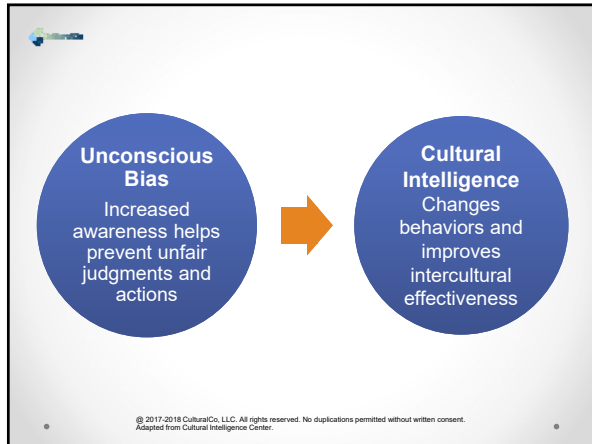 Unconscious
Bias
Increased
awareness helps
prevent unfair
judgments and
actions
Cultural
Intelligence
Changes
behaviors and
improves
intercultural
effectiveness
@ 2017-2018 CulturalCo, LLC. All rights reserved. No duplications permitted without written consent.
Adapted from Cultural Intelligence Center.